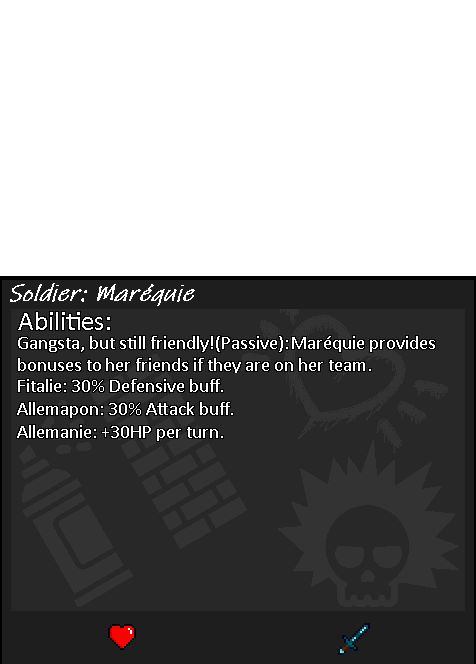 Soldier: Maréquie
Abilities:
Gangsta, but still friendly!(Passive):Maréquie provides
bonuses to her friends if they are on her team.
Fitalie: 30% Defensive buff.
Allemapon: 30% Attack buff.
Allemanie: +30HP per turn.